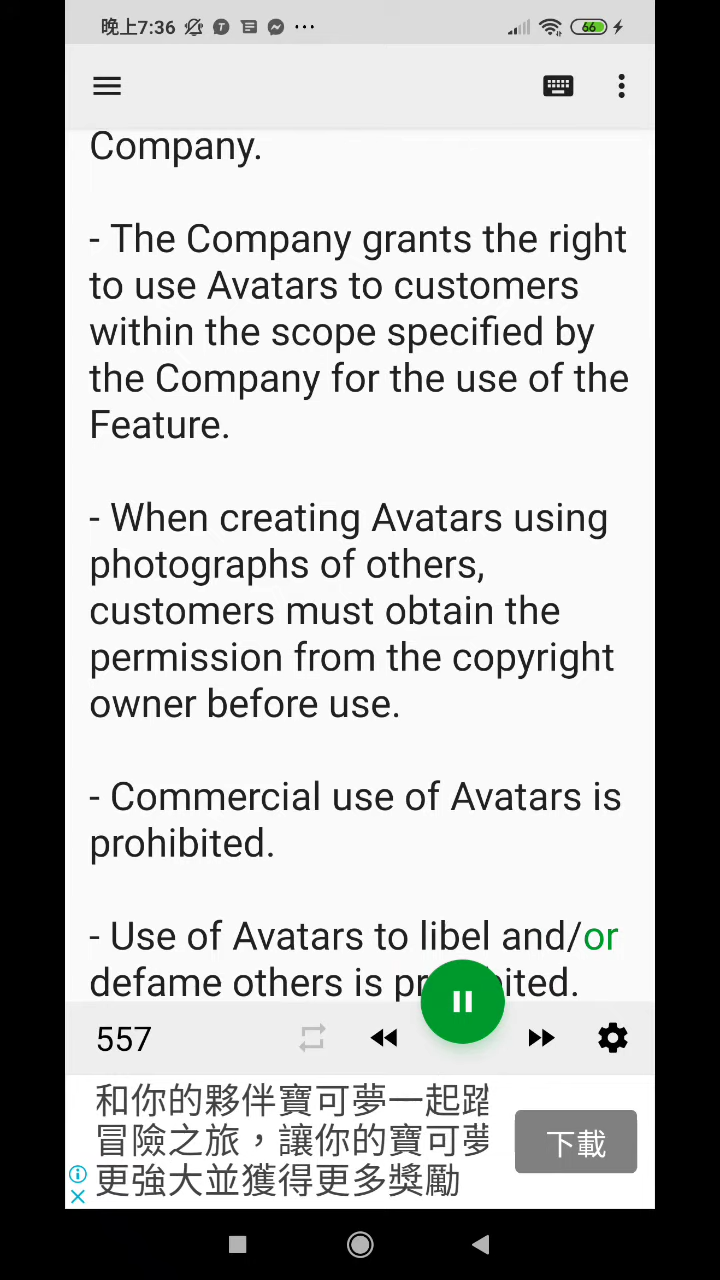 晚上7:36
66
Company.
- The Company grants the right
to use Avatars to customers
within the scope specified by
the Company for the use of the
Feature.
- When creating Avatars using
photographs of others,
customers must obtain the
permission from the copyright
owner before use.
- Commercial use of Avatars is
prohibited.
- Use of Avatars to libel and/or
defame others is pr ited.
557
和你的夥伴寶可夢一起踏
冒險之旅，讓你的寶可夢
更強大並獲得更多獎勵
下載